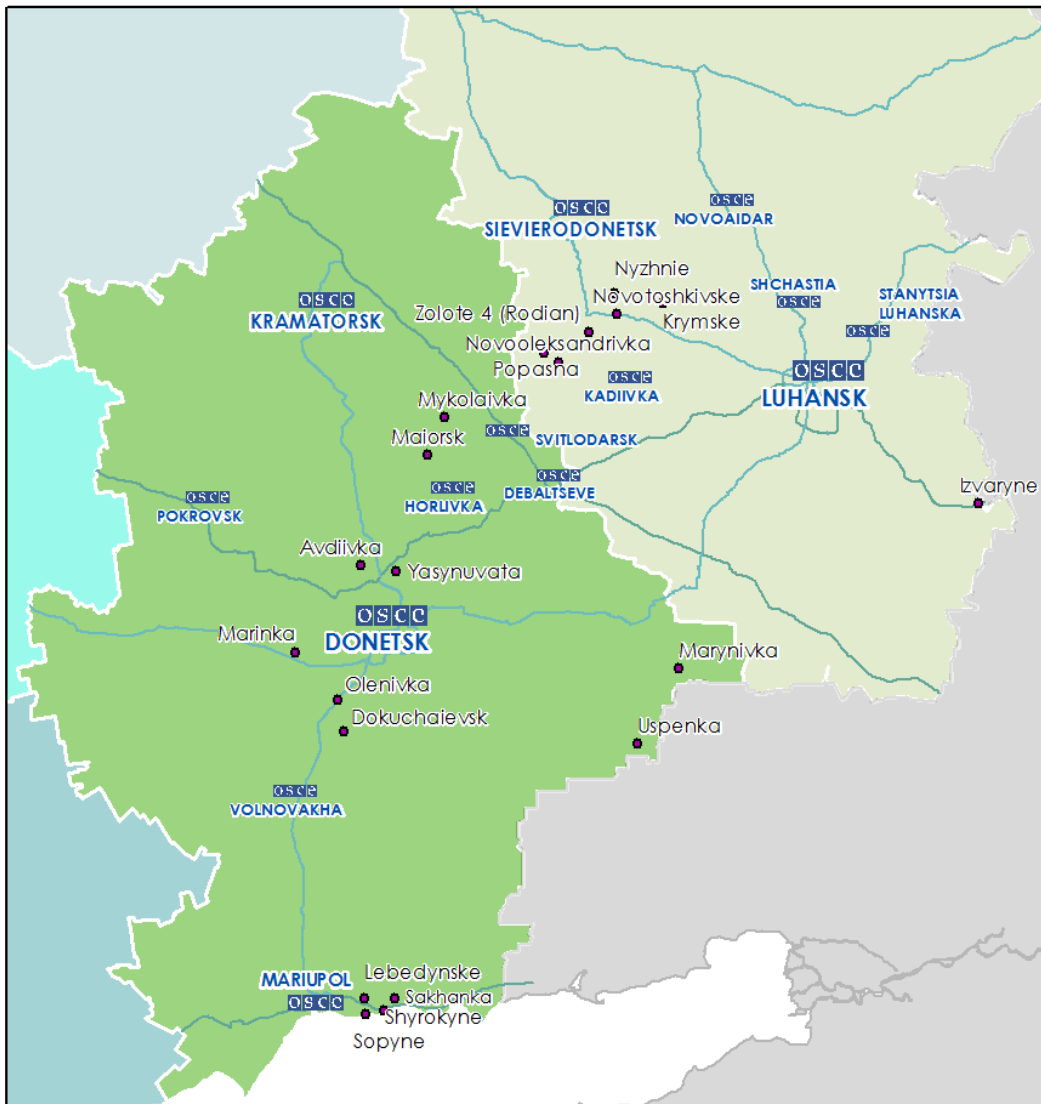 osce
SIEVIERODONETSK
osce
NOVOAIDAR
Nyzhnie
Novotoshkivske
Krymske
SHCHASTIA
osce
STANYTSIA
LUHANSKA
osce
osce
KRAMATORSK
Zolote 4 (Rodian)
Novooleksandrivka
Popasna
osce
KADIIVKA
osce
LUHANSK
Mykolaivka
osce
SVITLODARSK
Maiorsk
osce
HORLIVKA
osce
DEBALTSEVE
osce
POKROVSK
Izvaryne
Avdiivka
Yasynuvata
osce
DONETSK
Marinka
Marynivka
Olenivka
Dokuchaievsk
Uspenka
osce
VOLNOVAKHA
MARIUPOL
osce
Lebedynske
Sakhanka
Shyrokyne
Sopyne